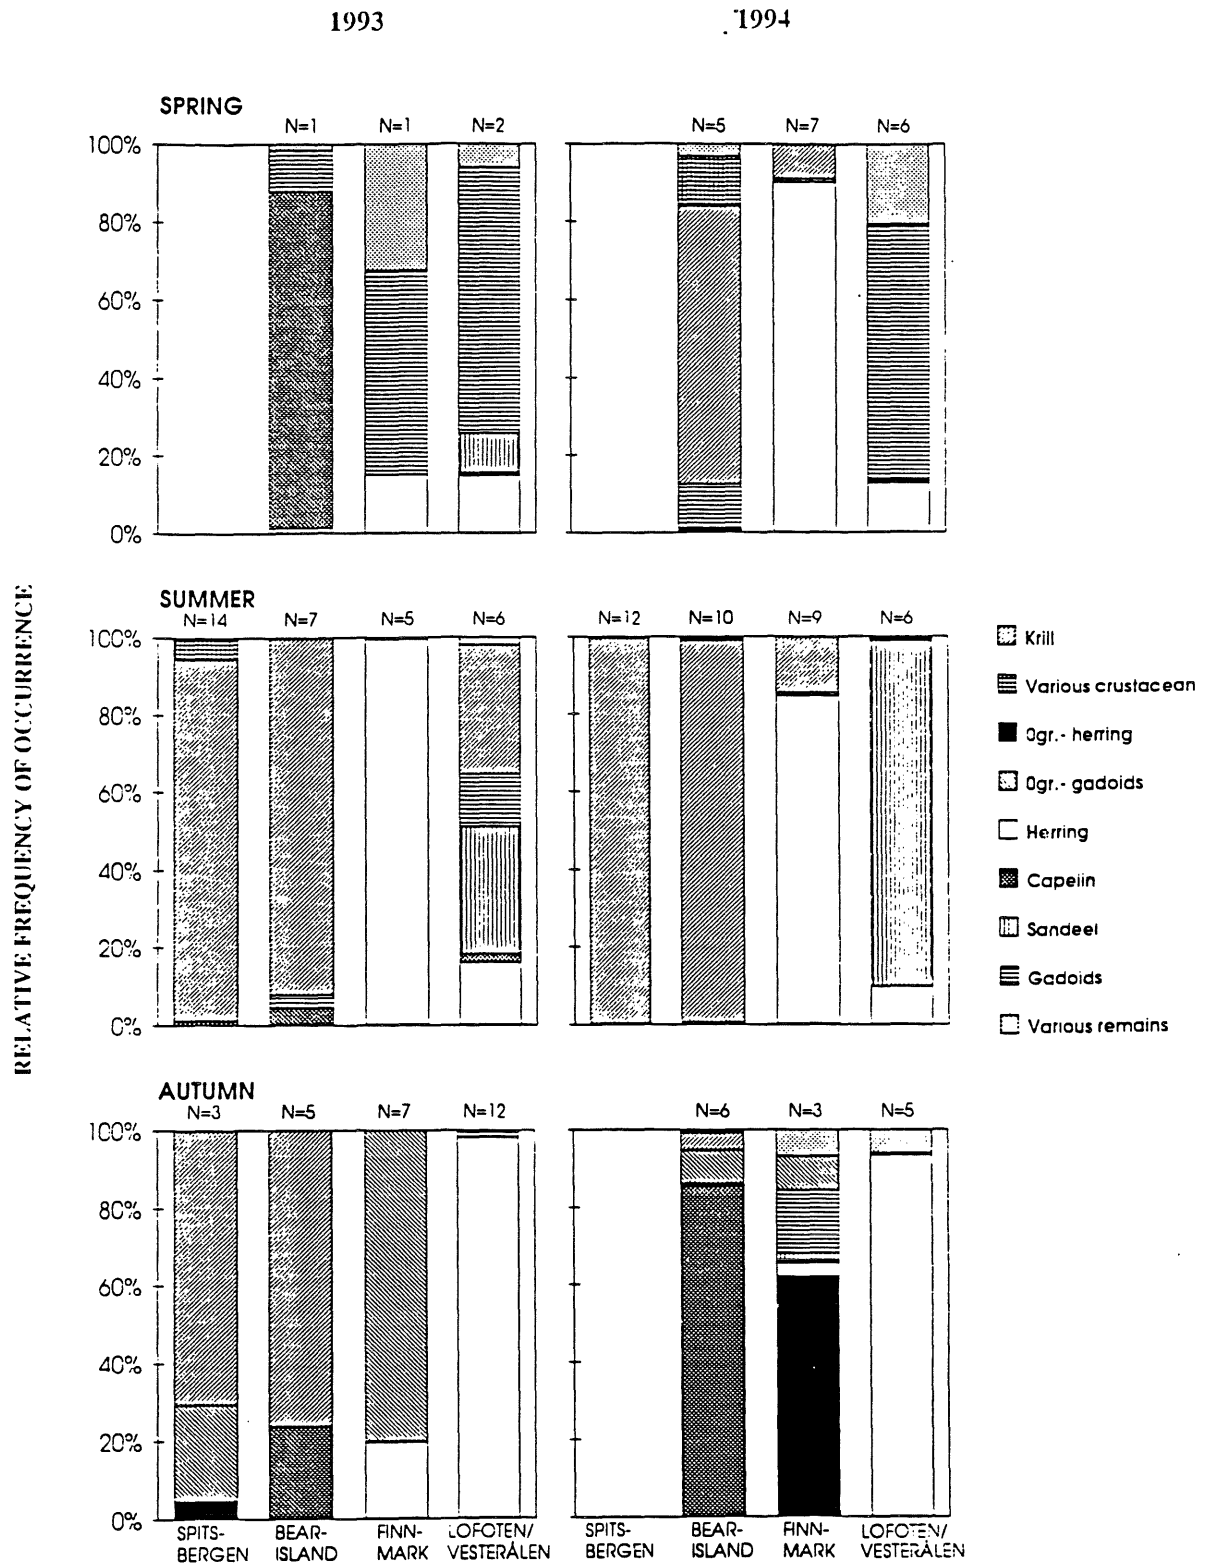 1993 1994
SPRING
N=1 N=1 N=2 N=5 N=7 N=6
100%
80%
60%
40%
20%
0%
SUMMER
N=14 N=7 N=5 N=6 N=12 N=10 N=9 N=6
100%
80%
60%
40%
20%
0%
RELATIVE FREQUENCY OF OCCURRENCE
Krill
Various crustacean
0gr.- herring
0gr.- gadoids
Herring
Capelin
Sandeel
Gadoids
Various remains
AUTUMN
N=3 N=5 N=7 N=12 N=6 N=3 N=5
100%
80%
60%
40%
20%
0%
SPITS- BEAR- FINN- LOFOTEN/ SPITS- BEAR- FINN- LOFOTEN/
BERGEN ISLAND MARK VESTERÅLEN BERGEN ISLAND MARK VESTERÅLEN